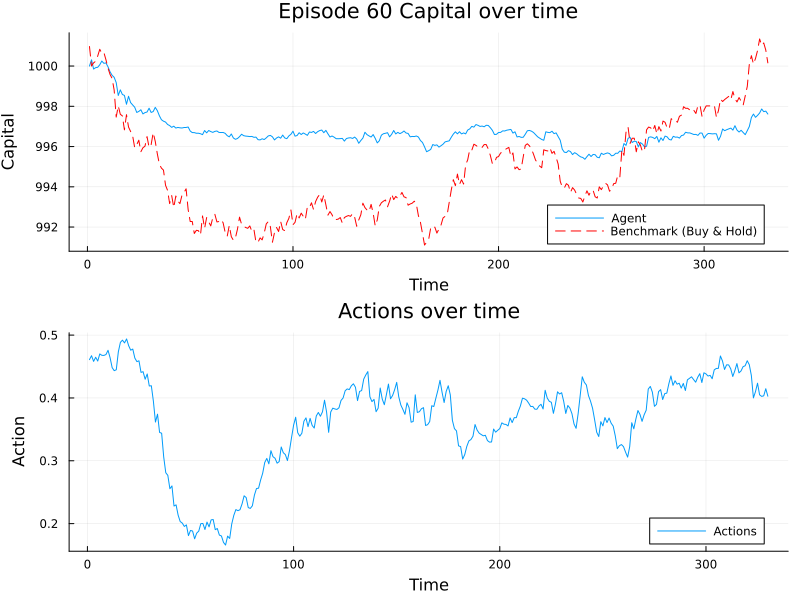 Episode 60 Capital over time
Capital
1000
998
996
994
992
Agent
Benchmark (Buy & Hold)
0
100
200
300
Time
Actions over time
Action
0.5
0.4
0.3
0.2
Actions
0
100
200
300
Time